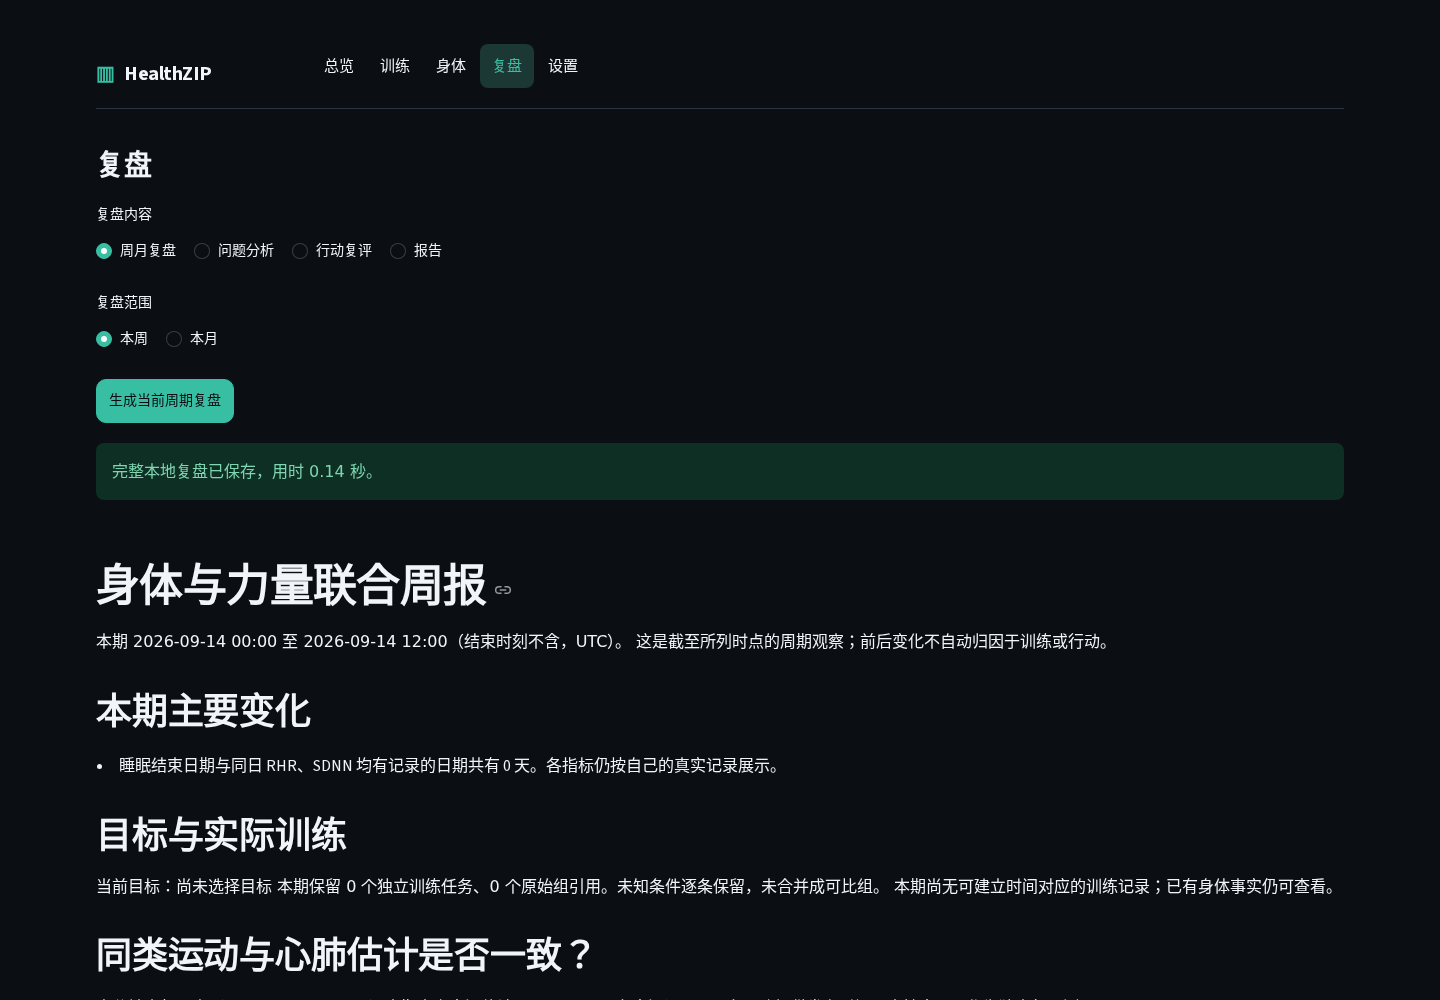 HealthZIP
总览 训练 身体 复盘 设置
复盘
复盘内容
周月复盘 问题分析 行动复评 报告
复盘范围
本周 本月
生成当前周期复盘
完整本地复盘已保存，用时 0.14 秒。
身体与力量联合周报
本期 2026-09-14 00:00 至 2026-09-14 12:00（结束时刻不含，UTC）。 这是截至所列时点的周期观察；前后变化不自动归因于训练或行动。
本期主要变化
• 睡眠结束日期与同日 RHR、SDNN 均有记录的日期共有 0 天。各指标仍按自己的真实记录展示。
目标与实际训练
当前目标：尚未选择目标 本期保留 0 个独立训练任务、0 个原始组引用。未知条件逐条保留，未合并成可比组。 本期尚无可建立时间对应的训练记录；已有身体事实仍可查看。
同类运动与心肺估计是否一致？